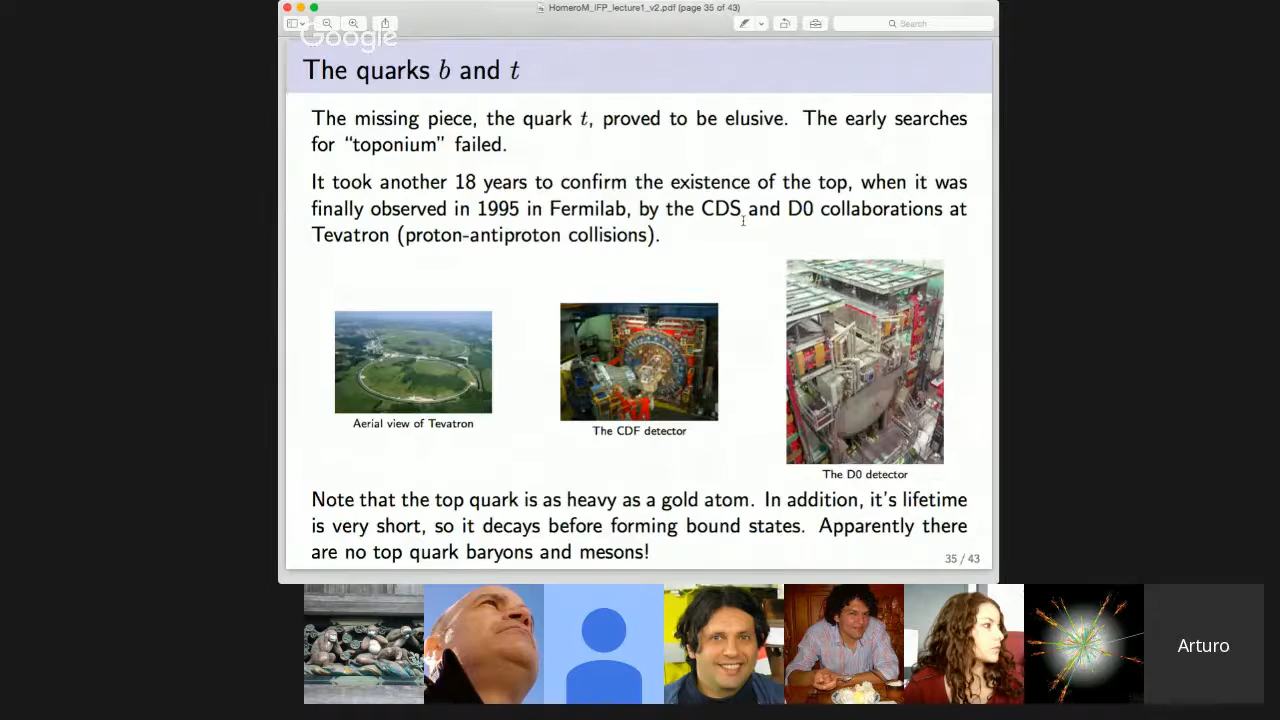 HomeroM_IFP_lecture1_v2.pdf (page 35 of 43)
Search
Google
The quarks b and t
The missing piece, the quark t, proved to be elusive. The early searches
for “toponium” failed.
It took another 18 years to confirm the existence of the top, when it was
finally observed in 1995 in Fermilab, by the CDS and D0 collaborations at
Tevatron (proton-antiproton collisions).
Aerial view of Tevatron
The CDF detector
The D0 detector
Note that the top quark is as heavy as a gold atom. In addition, it's lifetime
is very short, so it decays before forming bound states. Apparently there
are no top quark baryons and mesons!
35 / 43
Arturo